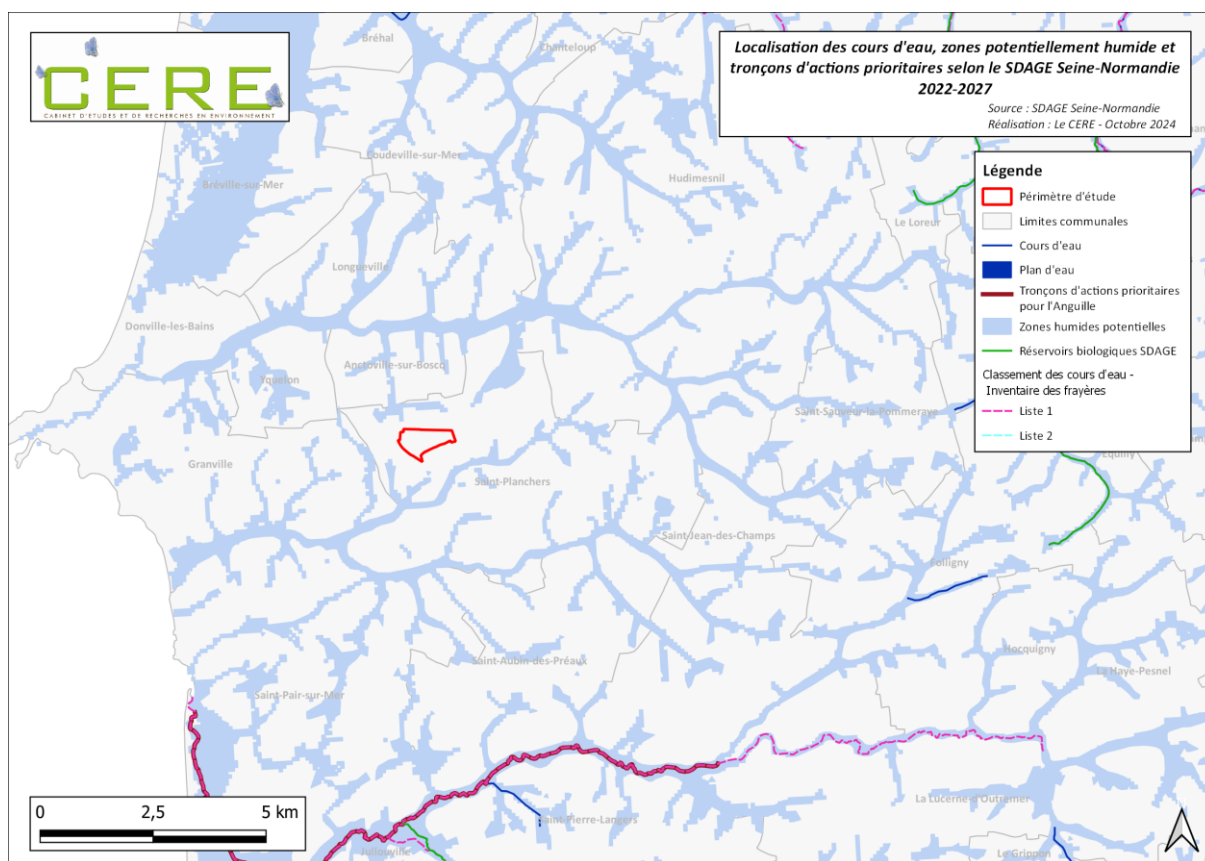 CERE
CABINET D'ETUDES ET DE RECHERCHES EN ENVIRONNEMENT
Localisation des cours d'eau, zones potentiellement humide et
tronçons d'actions prioritaires selon le SDAGE Seine-Normandie
2022-2027
Source : SDAGE Seine-Normandie
Réalisation : Le CERE - Octobre 2024
Légende
Périmètre d'étude
Limites communales
Cours d'eau
Plan d'eau
Tronçons d'actions prioritaires
pour l'Anguille
Zones humides potentielles
Réservoirs biologiques SDAGE
Classement des cours d'eau -
Inventaire des frayères
Liste 1
Liste 2
Bréhal
Chanteloup
Coudeville-sur-Mer
Hudimesnil
Bréville-sur-Mer
Le Loreur
Longueville
Donville-les-Bains
Anctoville-sur-Boscq
Yquelon
Saint-Sauveur-la-Pommeraye
Equilly
Granville
Saint-Planchers
Saint-Jean-des-Champs
Folligny
Hocquigny
Saint-Aubin-des-Préaux
La Haye-Pesnel
Saint-Pair-sur-Mer
La Lucerne-d'Outremer
Saint-Pierre-Langers
Jullouville
Le Grippon
0 2,5 5 km